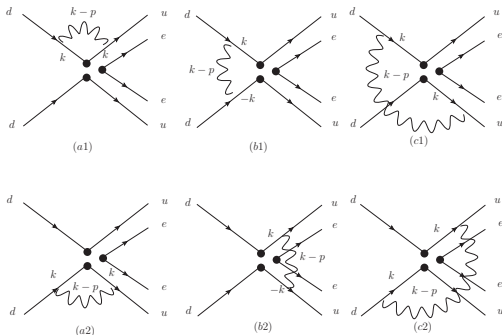 d k − p u
e
k k
d e
u
(a1)
d k u
e
k − p
−k e
d u
(b1)
d k u
e
k − p
k e
d u
(c1)
d u
e
k k
k − p e
d u
(a2)
d u
k e
k − p
−k e
d u
(b2)
d u
k e
k k − p e
d u
(c2)